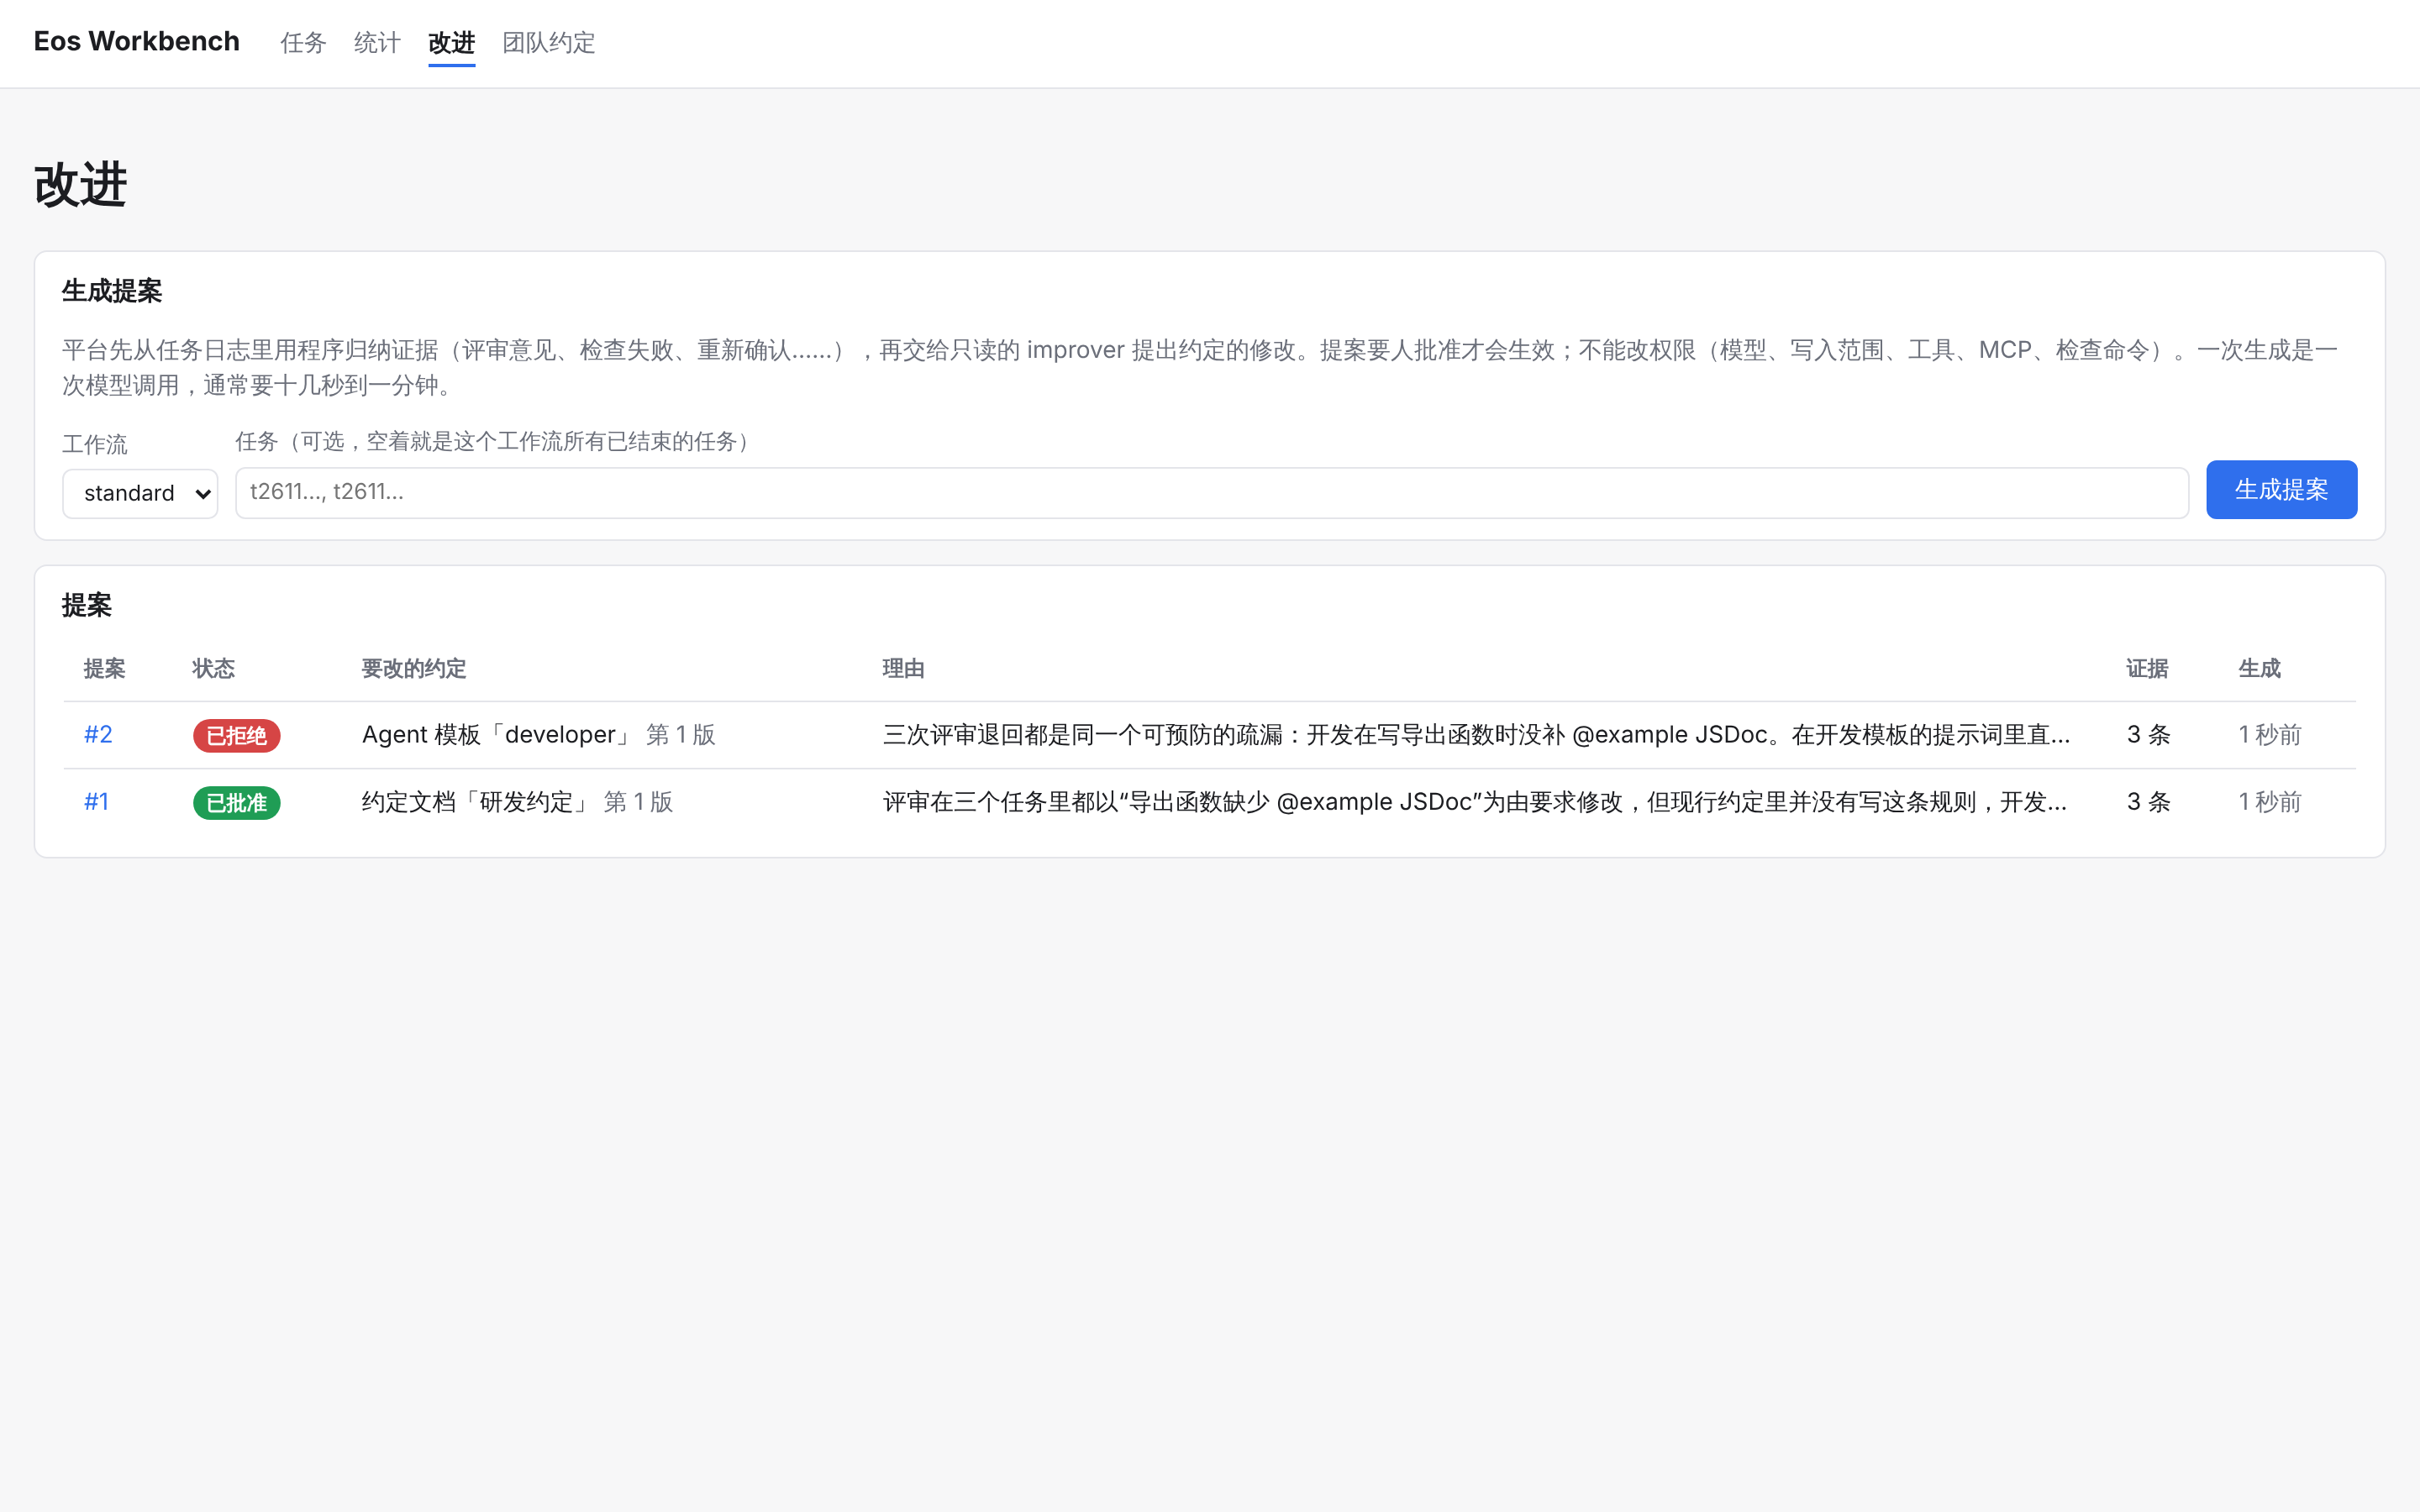 Eos Workbench 任务 统计 改进 团队约定
改进
生成提案
平台先从任务日志里用程序归纳证据（评审意见、检查失败、重新确认……），再交给只读的 improver 提出约定的修改。提案要人批准才会生效；不能改权限（模型、写入范围、工具、MCP、检查命令）。一次生成是一
次模型调用，通常要十几秒到一分钟。
工作流 任务（可选，空着就是这个工作流所有已结束的任务）
standard t2611…, t2611… 生成提案
提案
提案 状态 要改的约定 理由 证据 生成
#2 已拒绝 Agent 模板「developer」 第 1 版 三次评审退回都是同一个可预防的疏漏：开发在写导出函数时没补 @example JSDoc。在开发模板的提示词里直… 3 条 1 秒前
#1 已批准 约定文档「研发约定」 第 1 版 评审在三个任务里都以“导出函数缺少 @example JSDoc”为由要求修改，但现行约定里并没有写这条规则，开发… 3 条 1 秒前